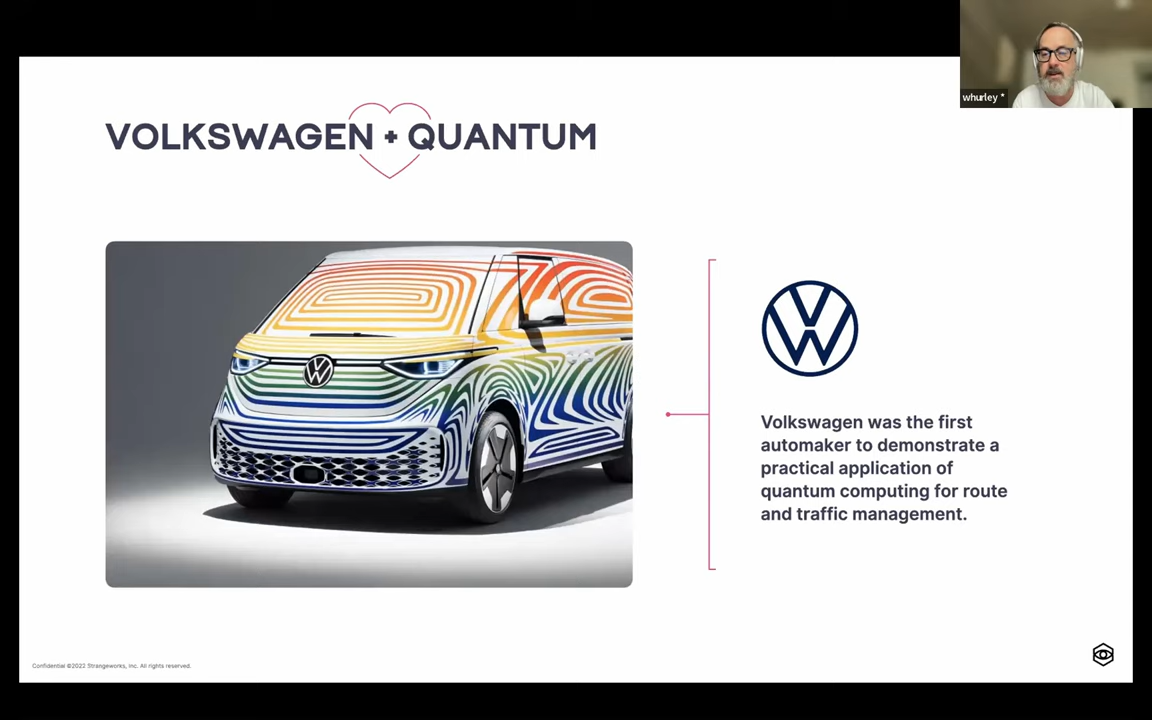 whurley *
VOLKSWAGEN + QUANTUM
Volkswagen was the first
automaker to demonstrate a
practical application of
quantum computing for route
and traffic management.
Confidential ©2022 Strangeworks, Inc. All rights reserved.